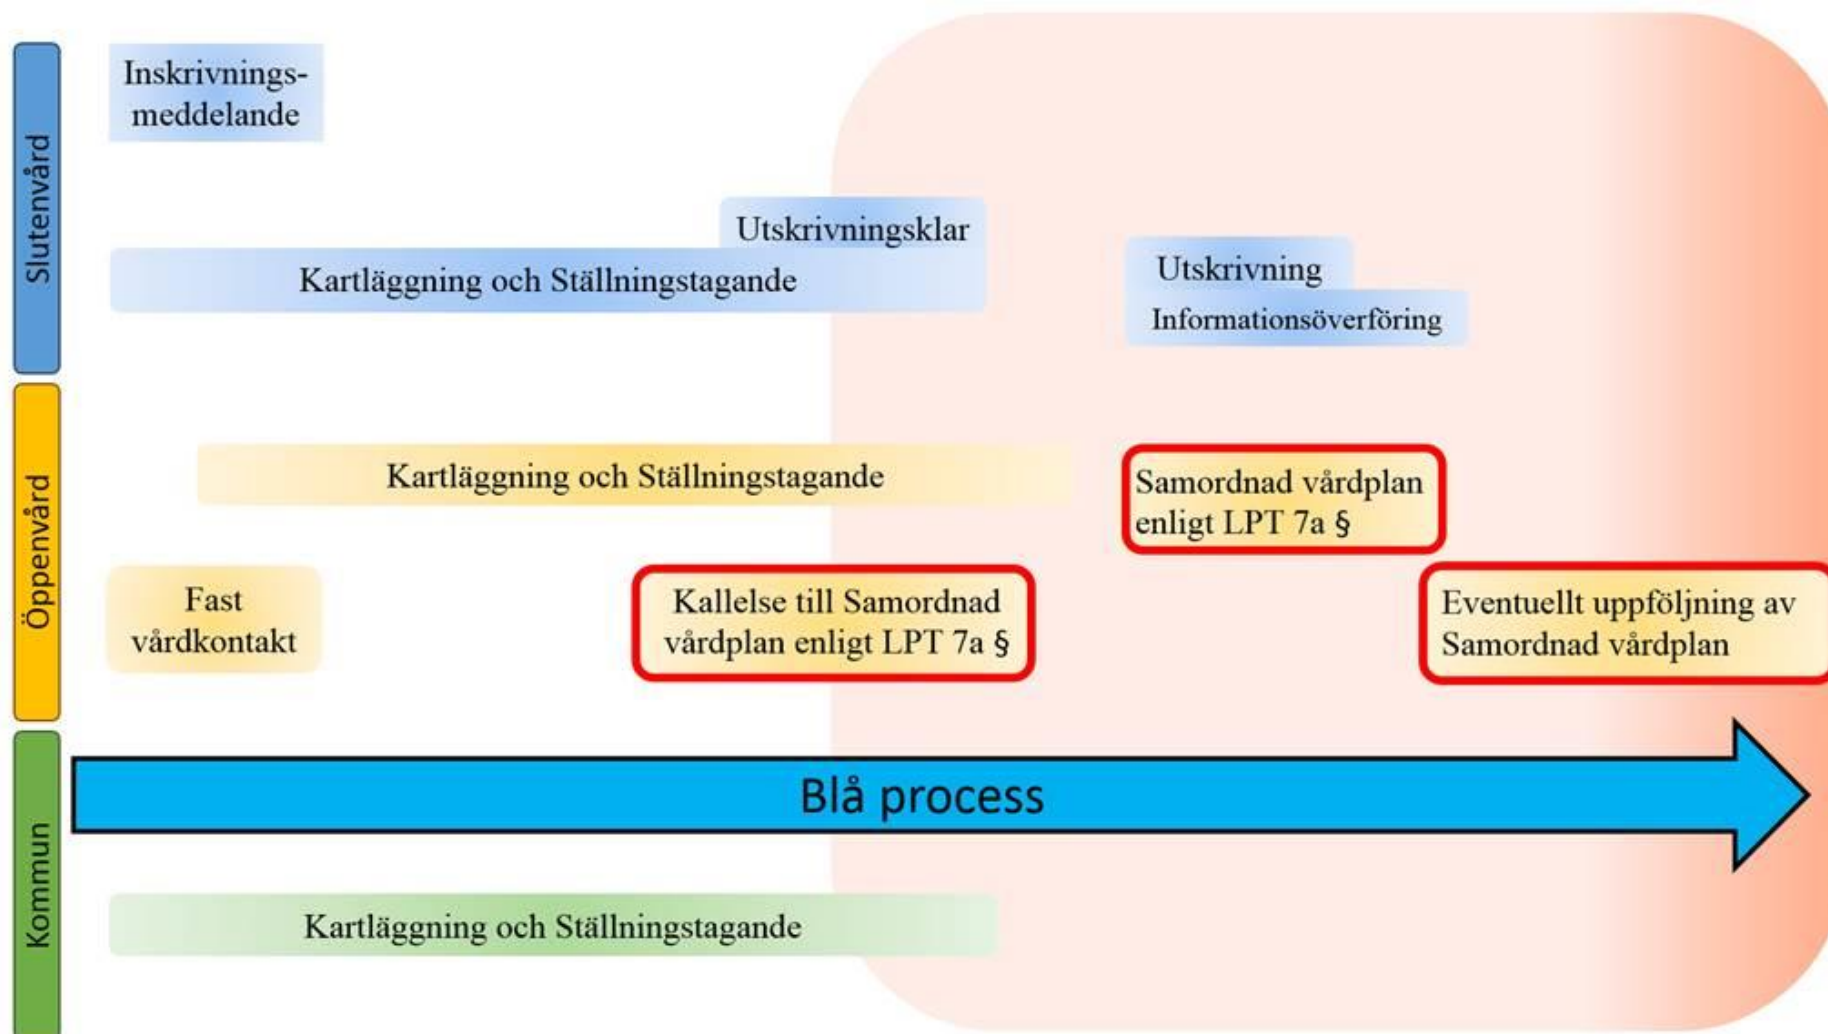 Slutenvård
Inskrivnings-
meddelande
Utskrivningsklar
Kartläggning och Ställningstagande
Utskrivning
Informationsöverföring
Öppenvård
Kartläggning och Ställningstagande
Samordnad vårdplan
enligt LPT 7a §
Fast
vårdkontakt
Kallelse till Samordnad
vårdplan enligt LPT 7a §
Eventuellt uppföljning av
Samordnad vårdplan
Blå process
Kommun
Kartläggning och Ställningstagande